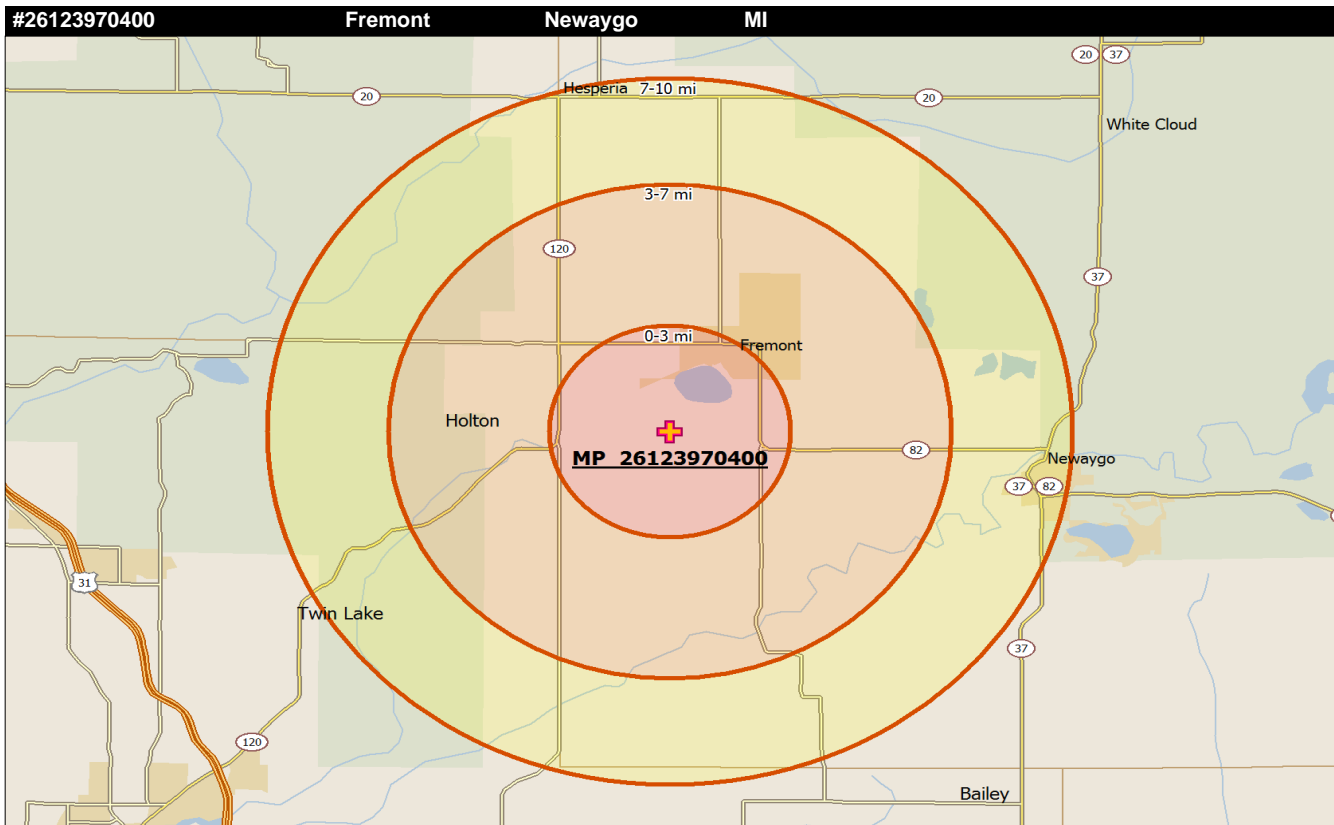 #26123970400 Fremont Newaygo MI
20 37
Hesperia 7-10 mi
20
20
White Cloud
3-7 mi
120
37
0-3 mi
Fremont
Holton
MP 26123970400
82
Newaygo
37 82
31
Twin Lake
37
120
Bailey